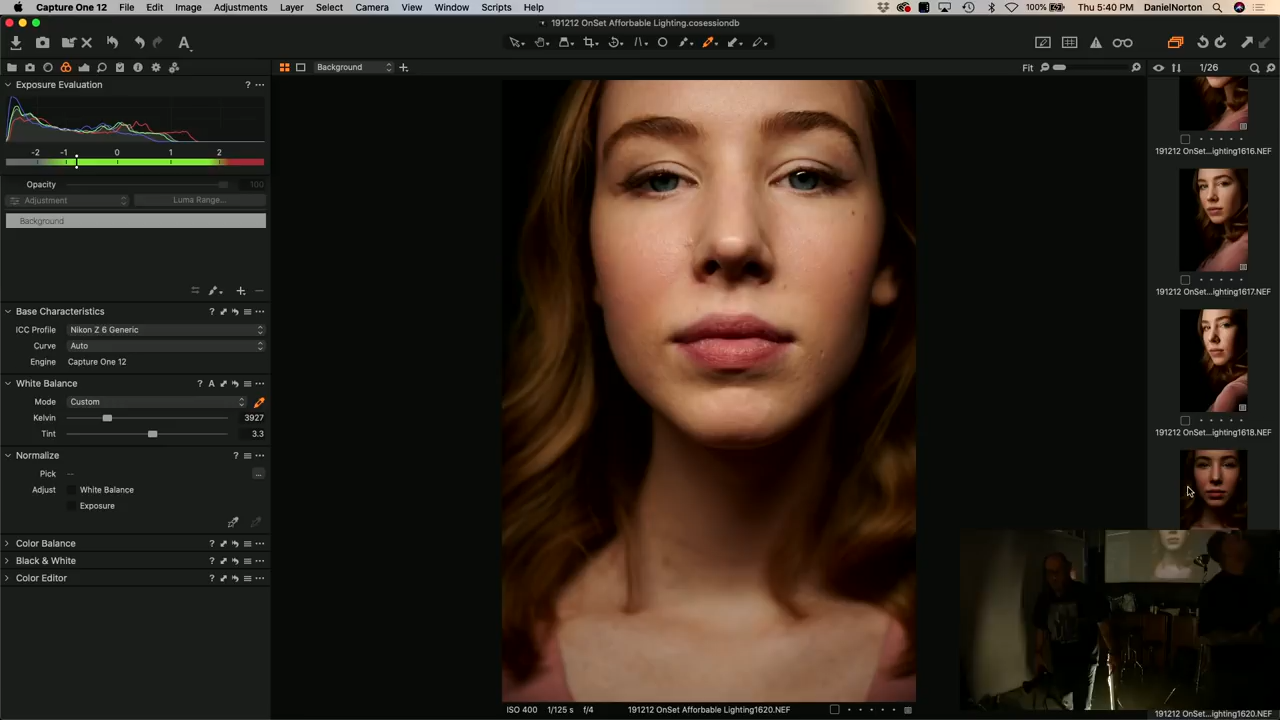 Capture One 12 File Edit View Image Adjustments Layer Select Camera View Window Scripts Help 100% Thu 5:40 PM DanielNorton
191212 OnSet Afforbable Lighting.cosessiondb
A
Background
Fit
1/26
Exposure Evaluation ? ...
-2 -1 0 1 2
Opacity 100
Adjustment Luma Range...
Background
Base Characteristics ? ...
ICC Profile Nikon Z 6 Generic
Curve Auto
Engine Capture One 12
White Balance ? A ...
Mode Custom
Kelvin 3927
Tint 3.3
Normalize ? ...
Pick -- ...
Adjust White Balance
Exposure
Color Balance ? ...
Black & White ? ...
Color Editor ? ...
191212 OnSet...ighting1616.NEF
191212 OnSet...ighting1617.NEF
191212 OnSet...ighting1618.NEF
ISO 400 1/125 s f/4 191212 OnSet Afforbable Lighting1620.NEF
191212 OnSet...ighting1620.NEF